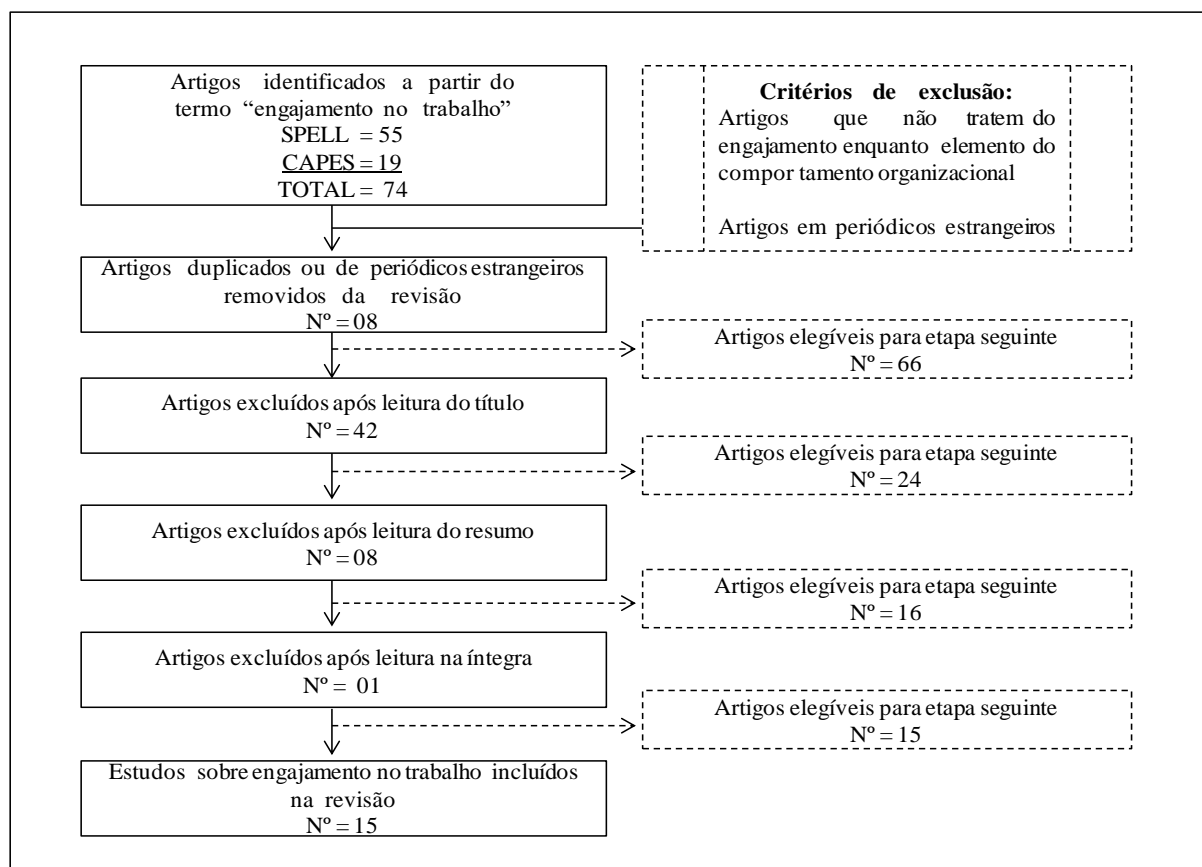 Artigos identificados a partir do
termo “engajamento no trabalho”
SPELL = 55
CAPES = 19
TOTAL = 74
Critérios de exclusão:
Artigos que não tratem do
engajamento enquanto elemento do
compor tamento organizacional
Artigos em periódicos estrangeiros
Artigos duplicados ou de periódicos estrangeiros
removidos da revisão
Nº = 08
Artigos elegíveis para etapa seguinte
Nº = 66
Artigos excluídos após leitura do título
Nº = 42
Artigos elegíveis para etapa seguinte
Nº = 24
Artigos excluídos após leitura do resumo
Nº = 08
Artigos elegíveis para etapa seguinte
Nº = 16
Artigos excluídos após leitura na íntegra
Nº = 01
Artigos elegíveis para etapa seguinte
Nº = 15
Estudos sobre engajamento no trabalho incluídos
na revisão
Nº = 15